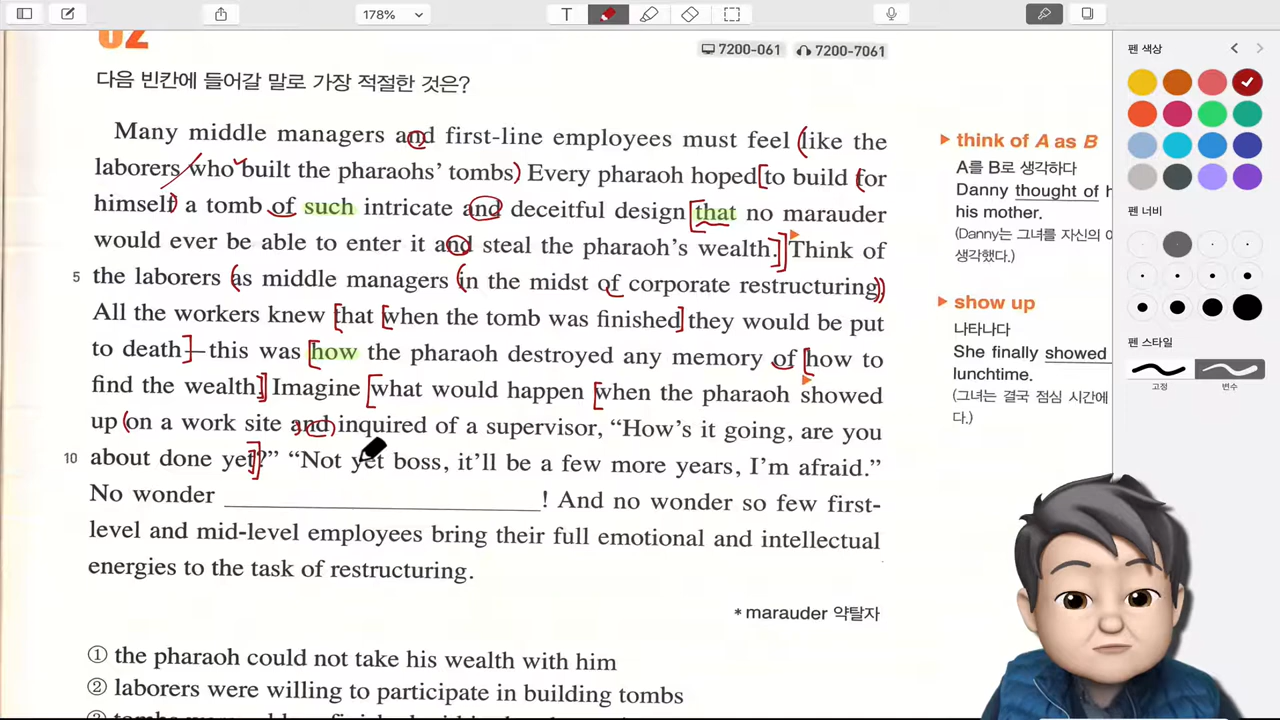 178%
T
펜 색상
02
7200-061 7200-7061
다음 빈칸에 들어갈 말로 가장 적절한 것은?
Many middle managers and first-line employees must feel like the
laborers who built the pharaohs' tombs Every pharaoh hoped to build for
himself a tomb of such intricate and deceitful design that no marauder
would ever be able to enter it and steal the pharaoh's wealth. Think of
5 the laborers as middle managers in the midst of corporate restructuring
All the workers knew that when the tomb was finished they would be put
to death—this was how the pharaoh destroyed any memory of how to
find the wealth Imagine what would happen when the pharaoh showed
up on a work site and inquired of a supervisor, "How's it going, are you
10 about done yet?" "Not yet boss, it'll be a few more years, I'm afraid."
No wonder ! And no wonder so few first-
level and mid-level employees bring their full emotional and intellectual
energies to the task of restructuring.
*marauder 약탈자
① the pharaoh could not take his wealth with him
② laborers were willing to participate in building tombs
think of A as B
A를 B로 생각하다
Danny thought of h
his mother.
(Danny는 그녀를 자신의 어
생각했다.)
show up
나타나다
She finally showed
lunchtime.
(그녀는 결국 점심 시간에
다.)
펜 너비
펜 스타일
고정 변수